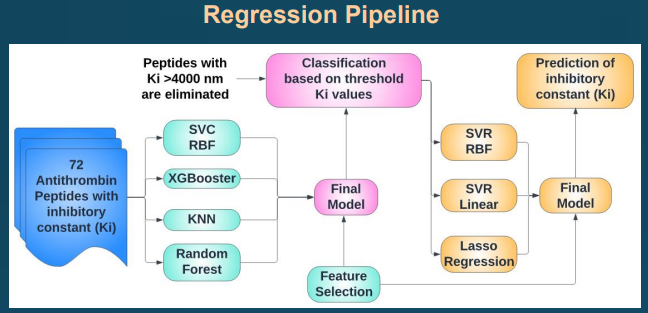 Regression Pipeline
Peptides with
Ki >4000 nm
are eliminated
Classification
based on threshold
Ki values
Prediction of
inhibitory
constant (Ki)
72
Antithrombin
Peptides with
inhibitory
constant (Ki)
SVC
RBF
XGBooster
KNN
Random
Forest
Final
Model
Feature
Selection
SVR
RBF
SVR
Linear
Lasso
Regression
Final
Model